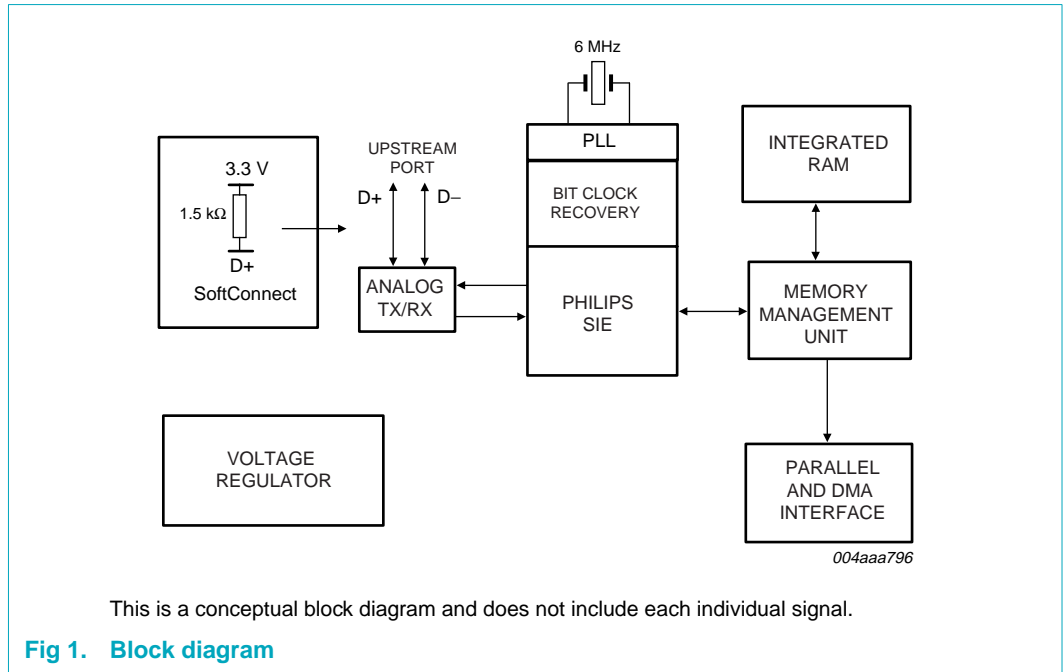 6 MHz
PLL
BIT CLOCK
RECOVERY
PHILIPS
SIE
3.3 V
1.5 kΩ
D+
SoftConnect
UPSTREAM
PORT
D+
D−
ANALOG
TX/RX
INTEGRATED
RAM
MEMORY
MANAGEMENT
UNIT
VOLTAGE
REGULATOR
PARALLEL
AND DMA
INTERFACE
004aaa796
This is a conceptual block diagram and does not include each individual signal.
Fig 1. Block diagram